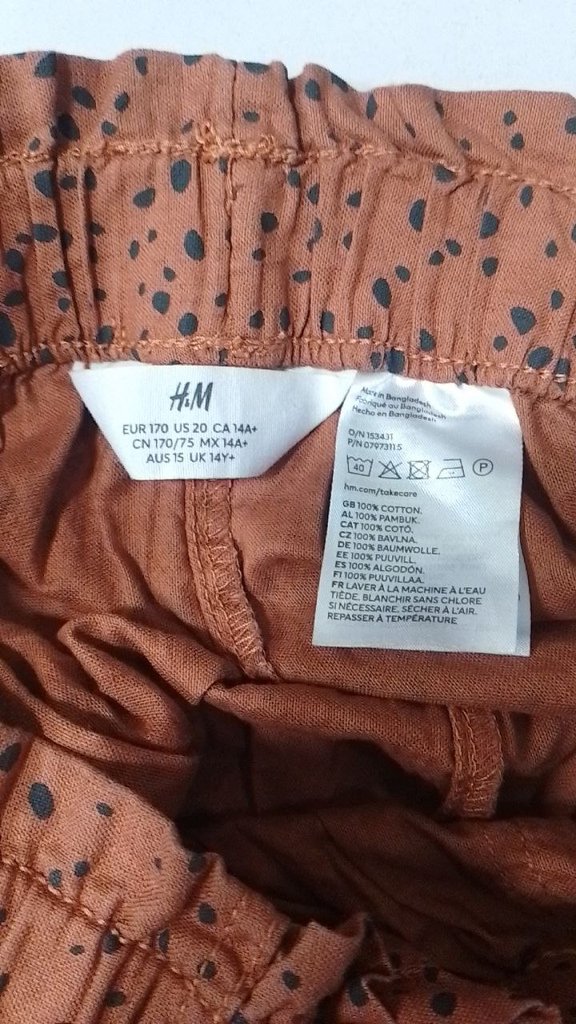 H&M
EUR 170 US 20 CA 14A+
CN 170/75 MX 14A+
AUS 15 UK 14Y+
Made in Bangladesh
Fabriqué au Bangladesh
Hecho en Bangladesh
O/N 153431
P/N 07973115
40
P
hm.com/takecare
GB 100% COTTON.
AL 100% PAMBUK.
CAT 100% COTÓ.
CZ 100% BAVLNA.
DE 100% BAUMWOLLE.
EE 100% PUUVILL.
ES 100% ALGODÓN.
FI 100% PUUVILLAA.
FR LAVER À LA MACHINE À L'EAU
TIÈDE. BLANCHIR SANS CHLORE
SI NÉCESSAIRE. SÉCHER À L'AIR.
REPASSER À TEMPÉRATURE